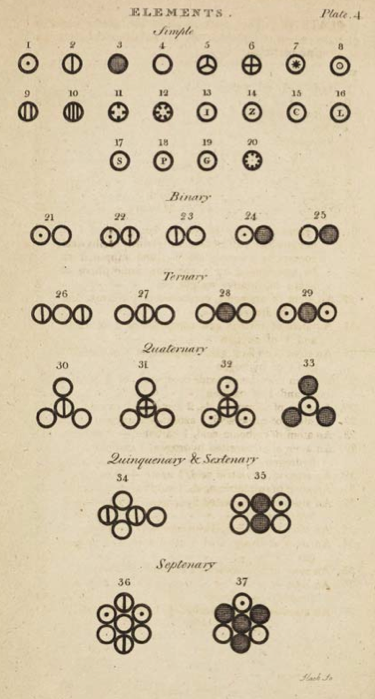 ELEMENTS. Plate. 4
Simple
1 2 3 4 5 6 7 8
9 10 11 12 13 14 15 16
I Z C L
17 18 19 20
S P G
Binary
21 22 23 24 25
Ternary
26 27 28 29
Quaternary
30 31 32 33
Quinquenary & Sextenary
34 35
Septenary
36 37